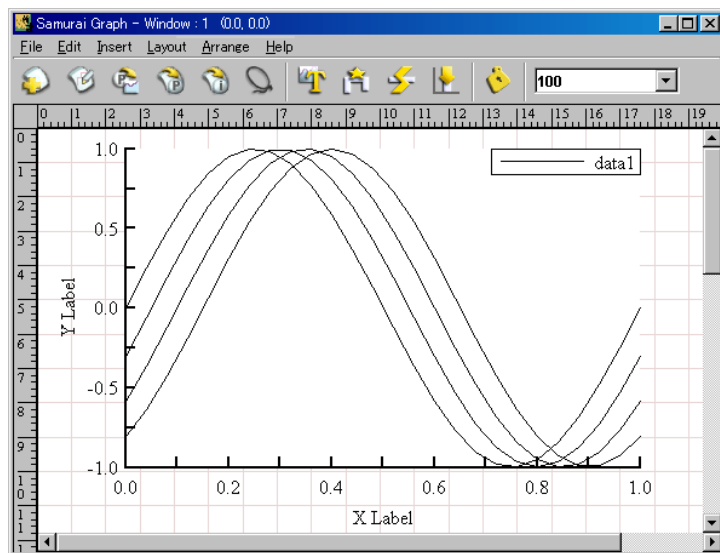 Samurai Graph - Window : 1 (0.0, 0.0)
File Edit Insert Layout Arrange Help
P P i T 100
0 1 2 3 4 5 6 7 8 9 10 11 12 13 14 15 16 17 18 19
0
1
2
3
4
5
6
7
8
9
10
11
1.0
0.5
0.0
-0.5
-1.0
Y Label
data1
0.0 0.2 0.4 0.6 0.8 1.0
X Label